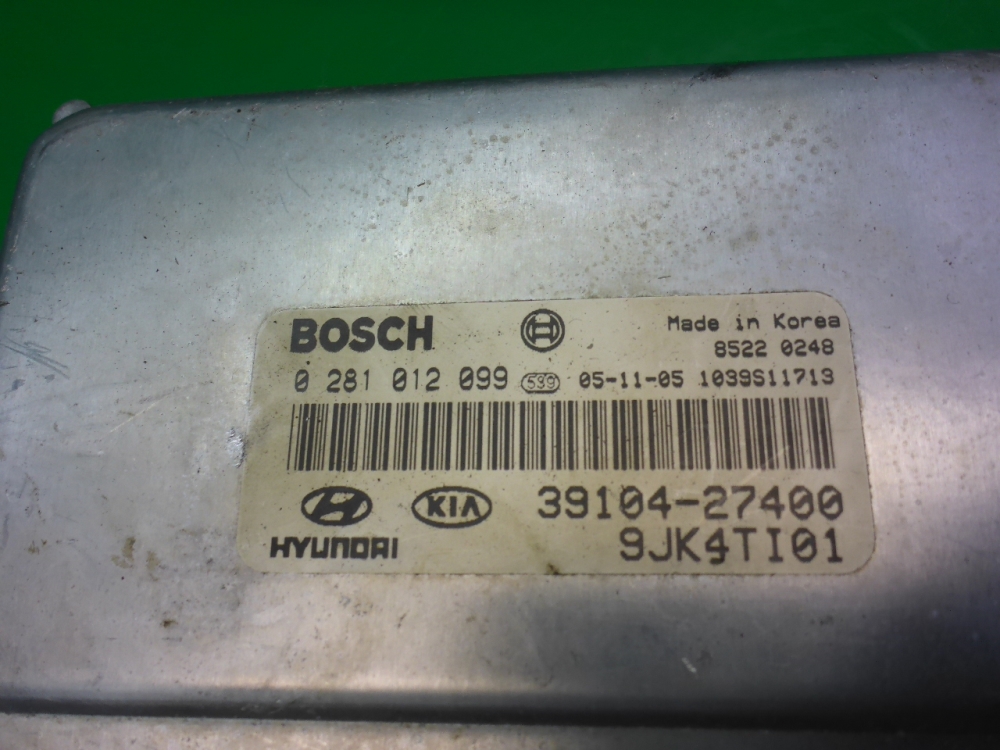 BOSCH
Made in Korea
8522 0248
0 281 012 099 539 05-11-05 1039S11713
KIA 39104-27400
HYUNDAI 9JK4TI01